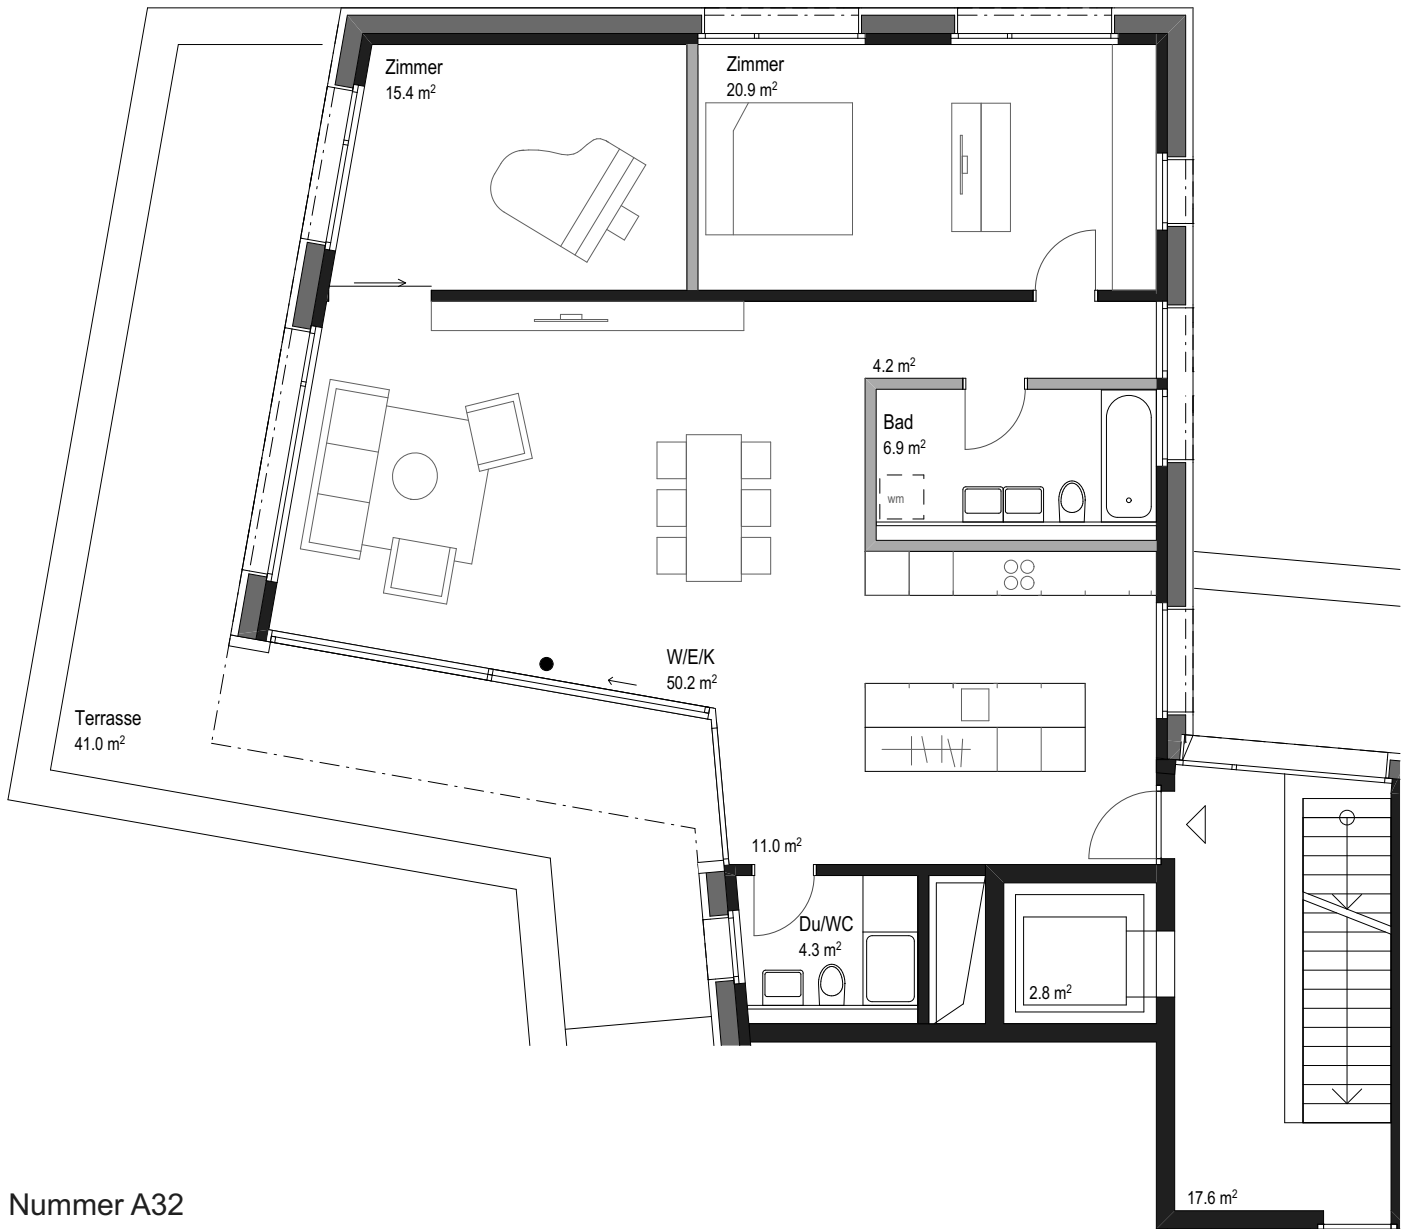 Zimmer
15.4 m²
Zimmer
20.9 m²
4.2 m²
Bad
6.9 m²
wm
W/E/K
50.2 m²
Terrasse
41.0 m²
11.0 m²
Du/WC
4.3 m²
2.8 m²
17.6 m²
Nummer A32